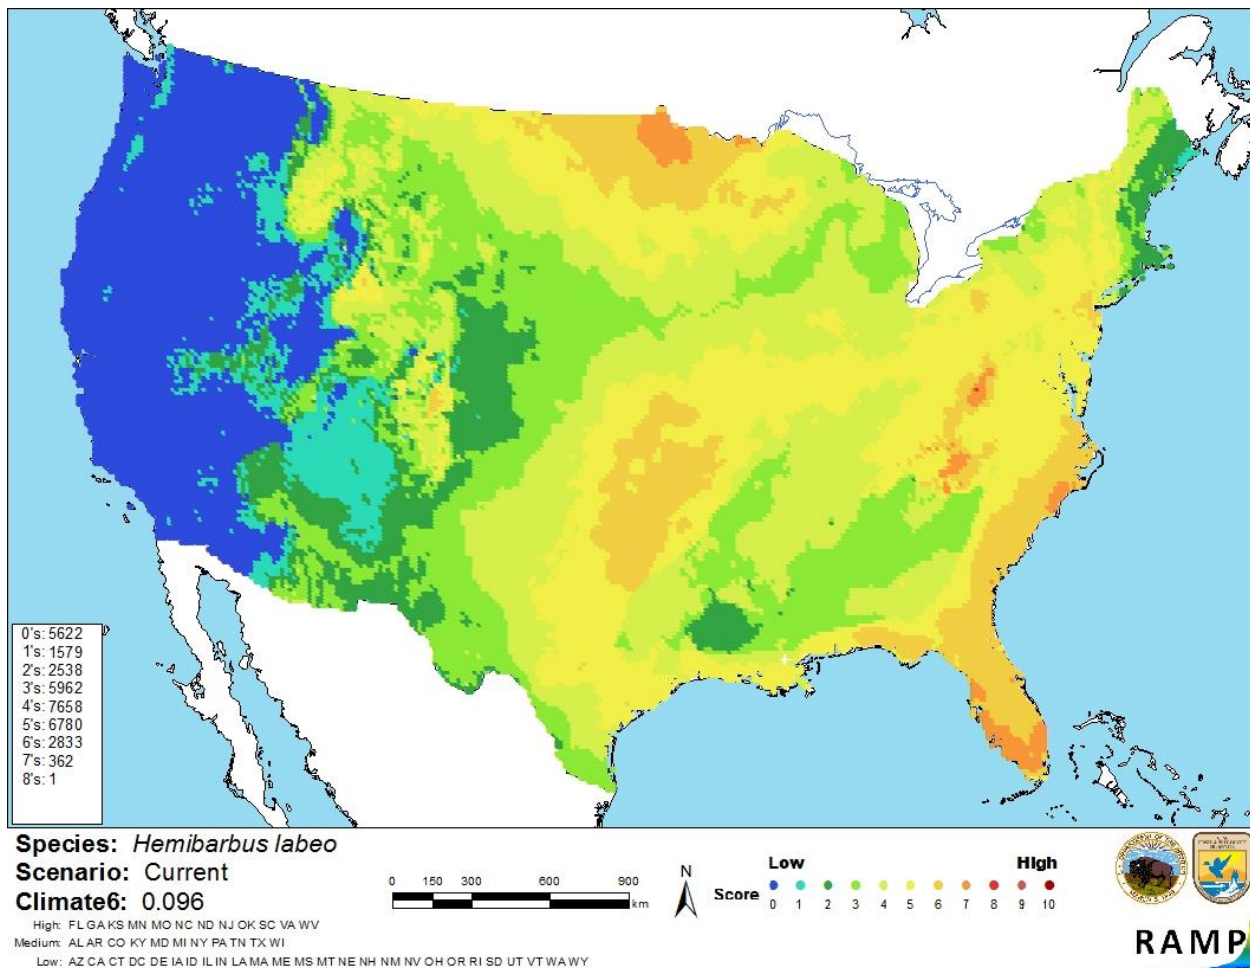 0's: 5622
1's: 1579
2's: 2538
3's: 5962
4's: 7658
5's: 6780
6's: 2833
7's: 362
8's: 1
Species: Hemibarbus labeo
Scenario: Current
Climate6: 0.096
High: FL GA KS MN MO NC ND NJ OK SC VA WV
Medium: AL AR CO KY MD MI NY PA TN TX WI
Low: AZ CA CT DC DE IA ID IL IN LA MA ME MS MT NE NH NM NV OH OR RI SD UT VT WA WY
0 150 300 600 900
km
N
Low High
Score
0 1 2 3 4 5 6 7 8 9 10
RAMP